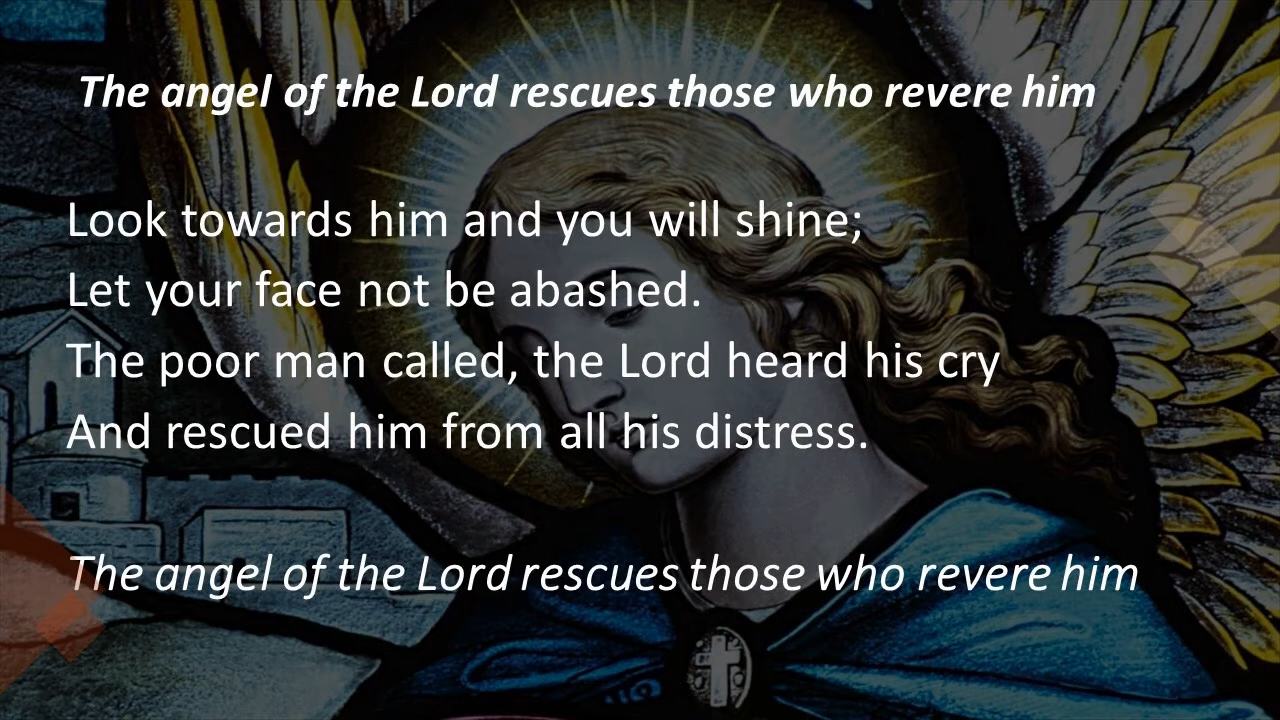 The angel of the Lord rescues those who revere him
Look towards him and you will shine;
Let your face not be abashed.
The poor man called, the Lord heard his cry
And rescued him from all his distress.
The angel of the Lord rescues those who revere him